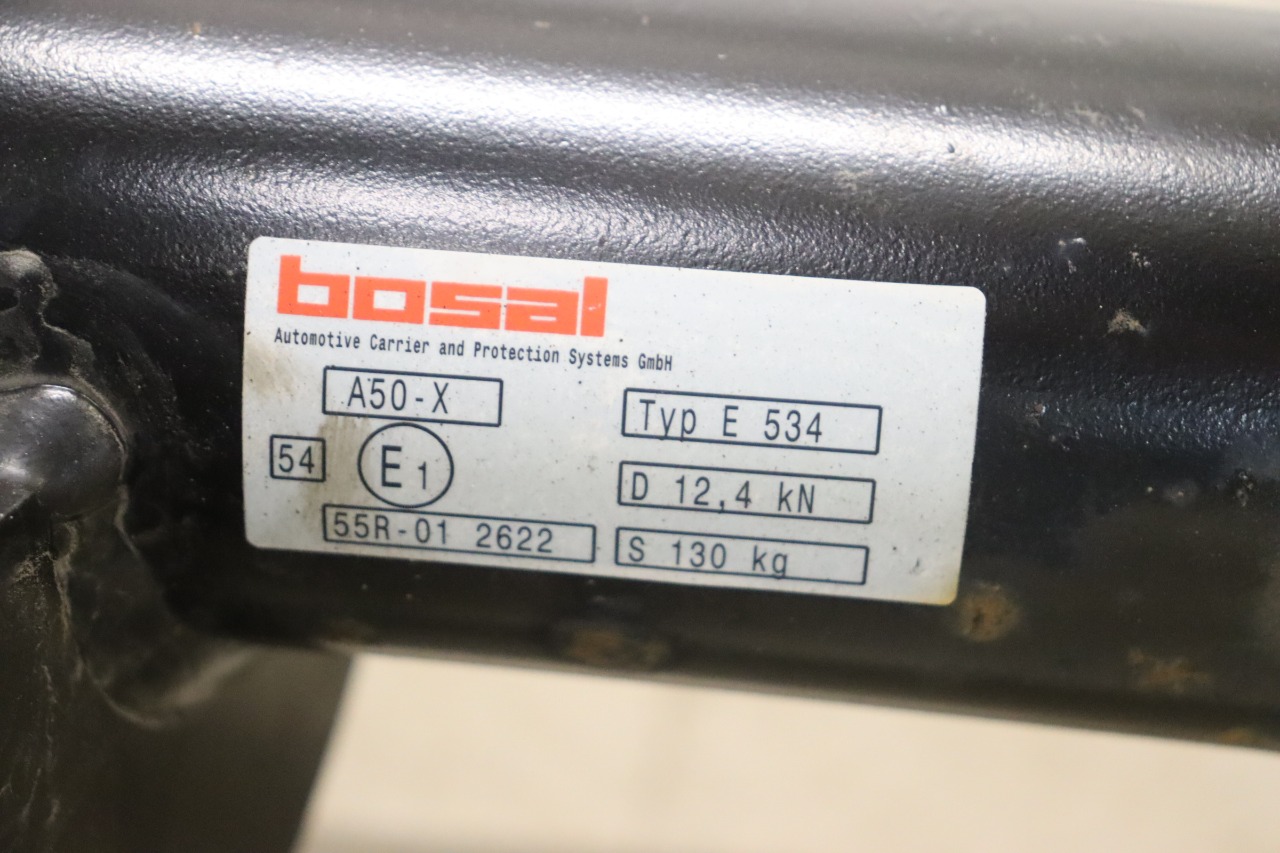 bosal
Automotive Carrier and Protection Systems GmbH
A50-X
Typ E 534
54
E1
D 12,4 kN
55R-01 2622
S 130 kg